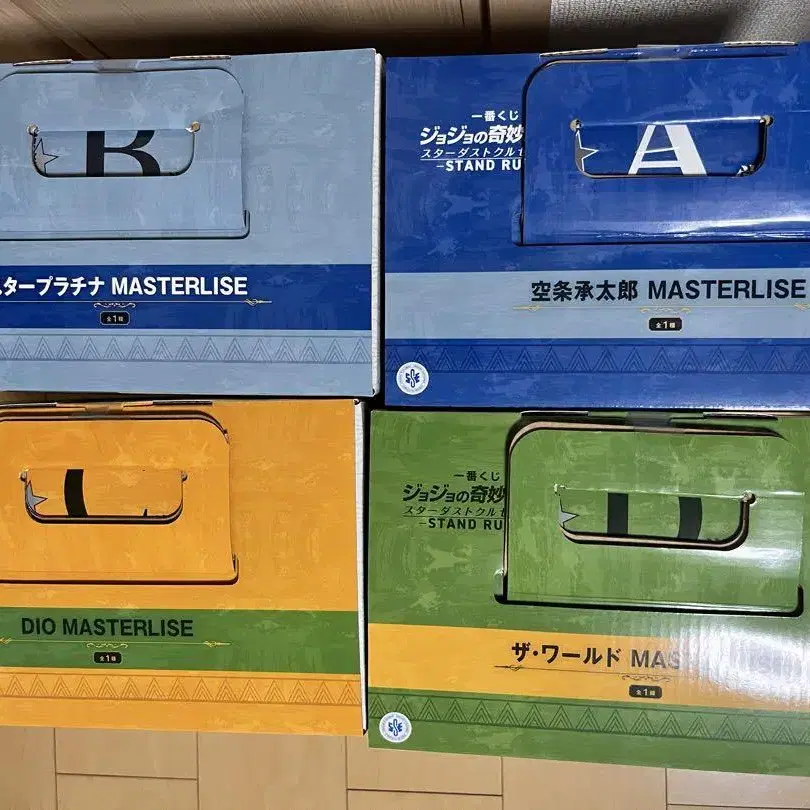 B
タープラチナ MASTERLISE
全1種
一番くじ
ジョジョの奇妙
スターダストクルセ
-STAND RU
A
空条承太郎 MASTERLISE
全1種
C
DIO MASTERLISE
全1種
一番くじ
ジョジョの奇妙
スターダストクルセ
-STAND RU
D
ザ・ワールド MAS
全1種